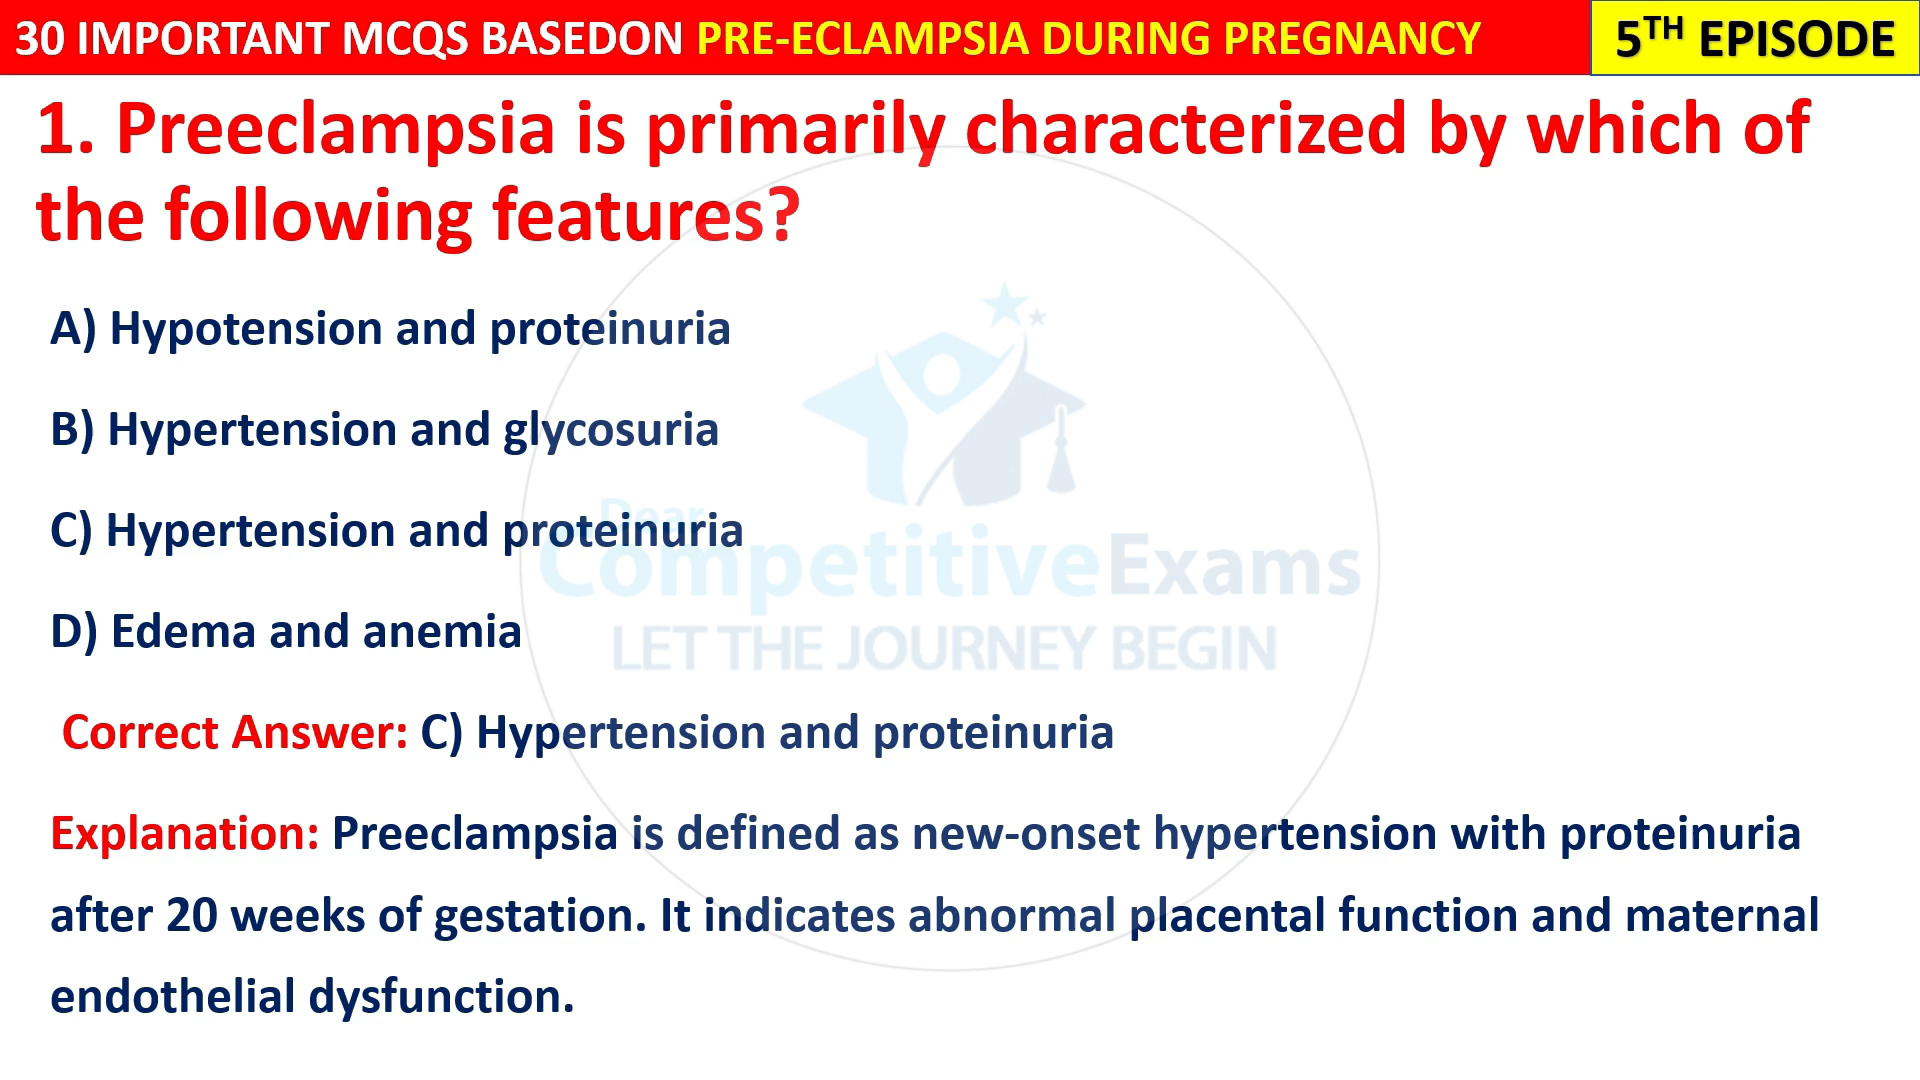 30 IMPORTANT MCQS BASEDON PRE-ECLAMPSIA DURING PREGNANCY
5TH EPISODE
1. Preeclampsia is primarily characterized by which of
the following features?
A) Hypotension and proteinuria
B) Hypertension and glycosuria
C) Hypertension and proteinuria
D) Edema and anemia
Dear
CompetitiveExams
LET THE JOURNEY BEGIN
Correct Answer: C) Hypertension and proteinuria
Explanation: Preeclampsia is defined as new-onset hypertension with proteinuria
after 20 weeks of gestation. It indicates abnormal placental function and maternal
endothelial dysfunction.